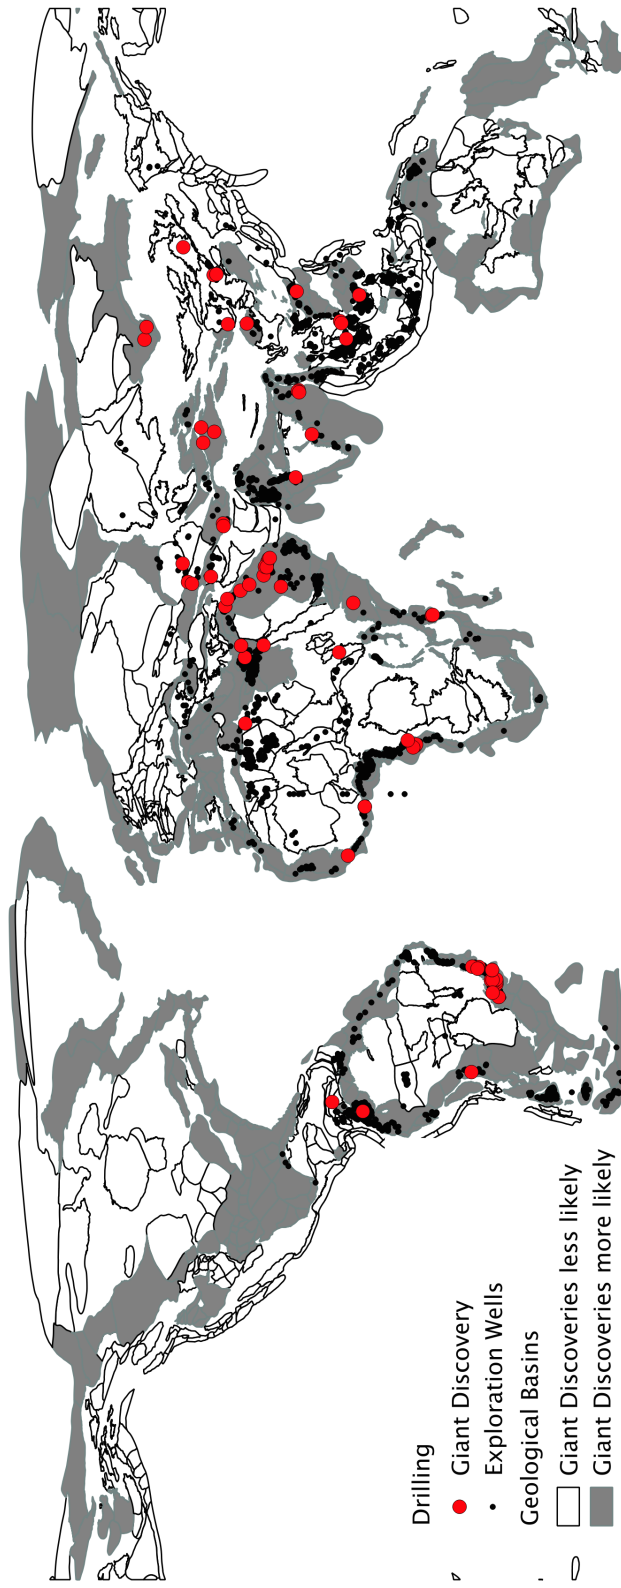 Drilling
Giant Discovery
Exploration Wells
Geological Basins
Giant Discoveries less likely
Giant Discoveries more likely